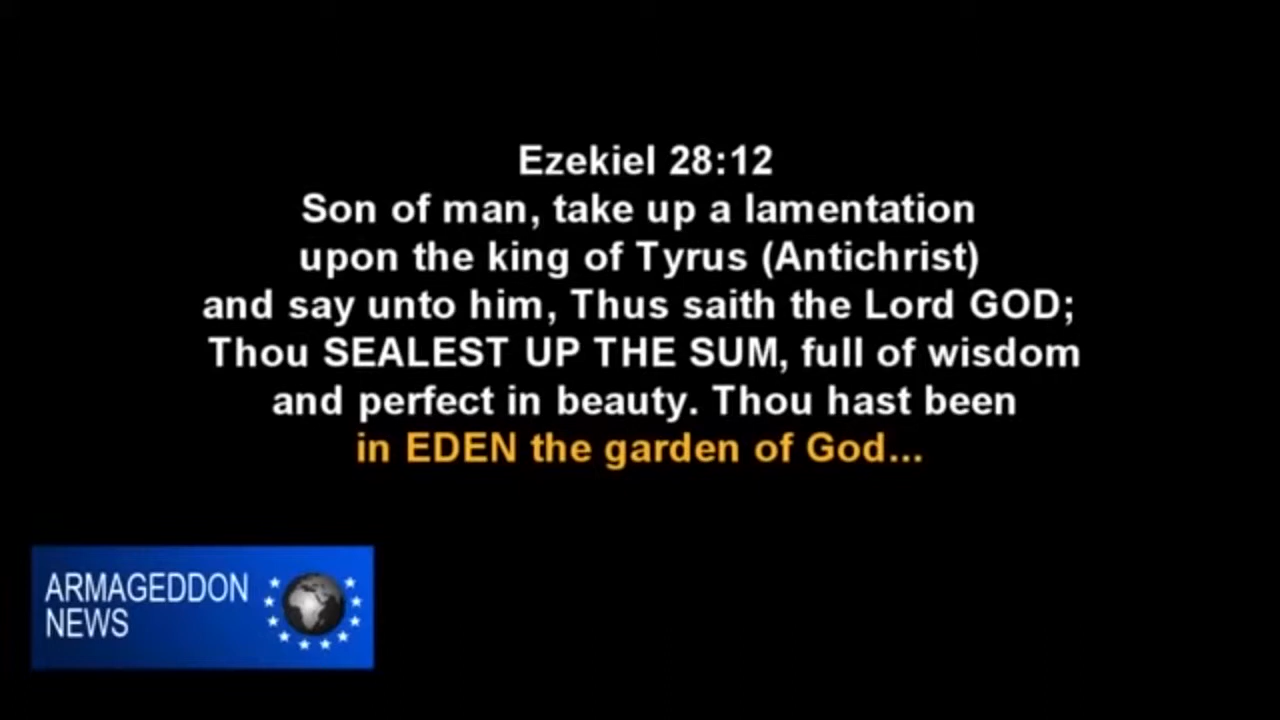 Ezekiel 28:12
Son of man, take up a lamentation
upon the king of Tyrus (Antichrist)
and say unto him, Thus saith the Lord GOD;
Thou SEALEST UP THE SUM, full of wisdom
and perfect in beauty. Thou hast been
in EDEN the garden of God...
ARMAGEDDON
NEWS